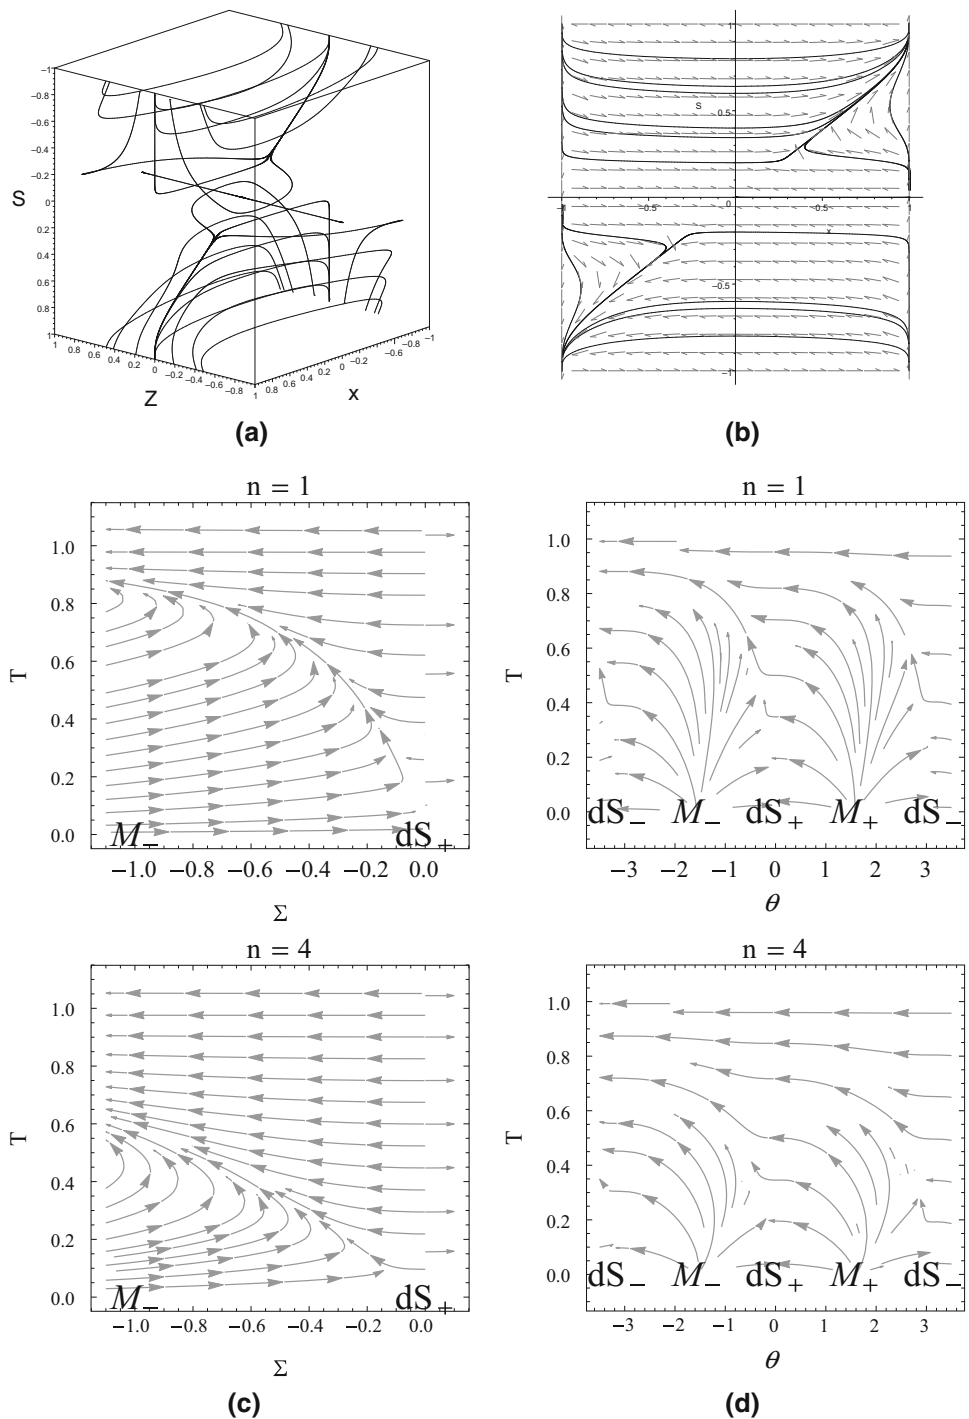 −1
−0.8
−0.6
−0.4
−0.2
S 0
0.2
0.4
0.6
0.8
1
1 0.8 0.6 0.4 0.2 0 −0.2 −0.4 −0.6 −0.8 −1
Z
0.8 0.6 0.4 0.2 0 −0.2 −0.4 −0.6 −0.8 −1
x
(a)
1
S
0.5
−1 −0.5 0 0.5 1
x
−0.5
−1
(b)
n = 1
1.0
0.8
0.6
T
0.4
0.2
0.0
M− dS+
−1.0 −0.8 −0.6 −0.4 −0.2 0.0
Σ
n = 1
1.0
0.8
0.6
T
0.4
0.2
0.0
dS− M− dS+ M+ dS−
−3 −2 −1 0 1 2 3
θ
n = 4
1.0
0.8
0.6
T
0.4
0.2
0.0
M− dS+
−1.0 −0.8 −0.6 −0.4 −0.2 0.0
Σ
(c)
n = 4
1.0
0.8
0.6
T
0.4
0.2
0.0
dS− M− dS+ M+ dS−
−3 −2 −1 0 1 2 3
θ
(d)